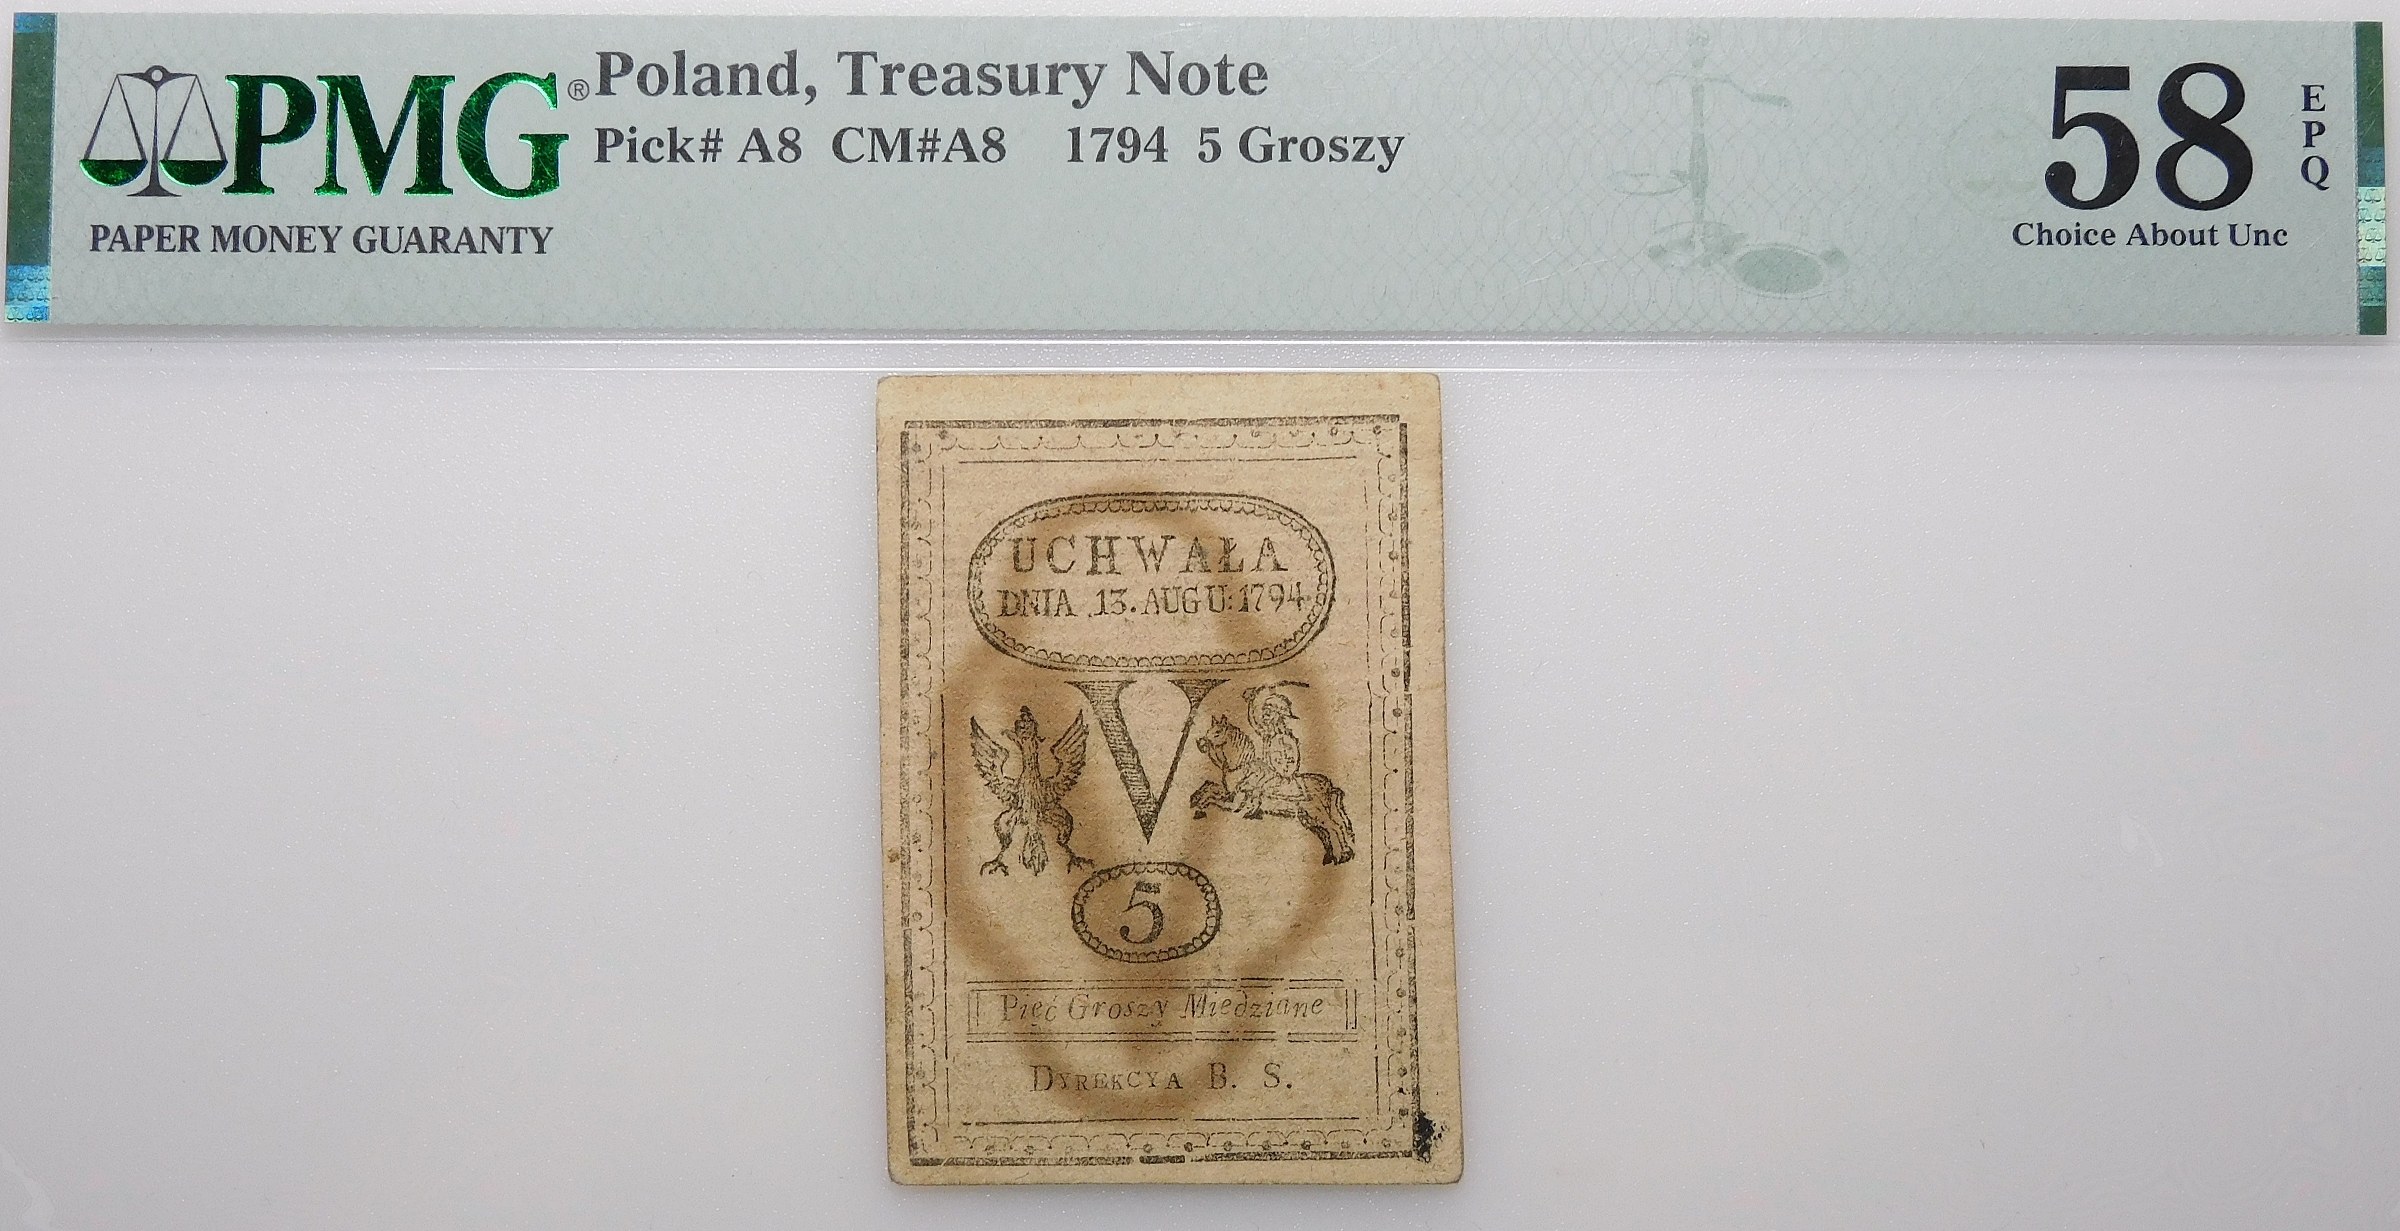 PMG®
PAPER MONEY GUARANTY
Poland, Treasury Note
Pick# A8 CM#A8 1794 5 Groszy
58
EPQ
Choice About Unc
UCHWAŁA
DNIA 13. AUGU: 1794
V
5
Pięć Groszy Miedziane
DYREKCYA B. S.